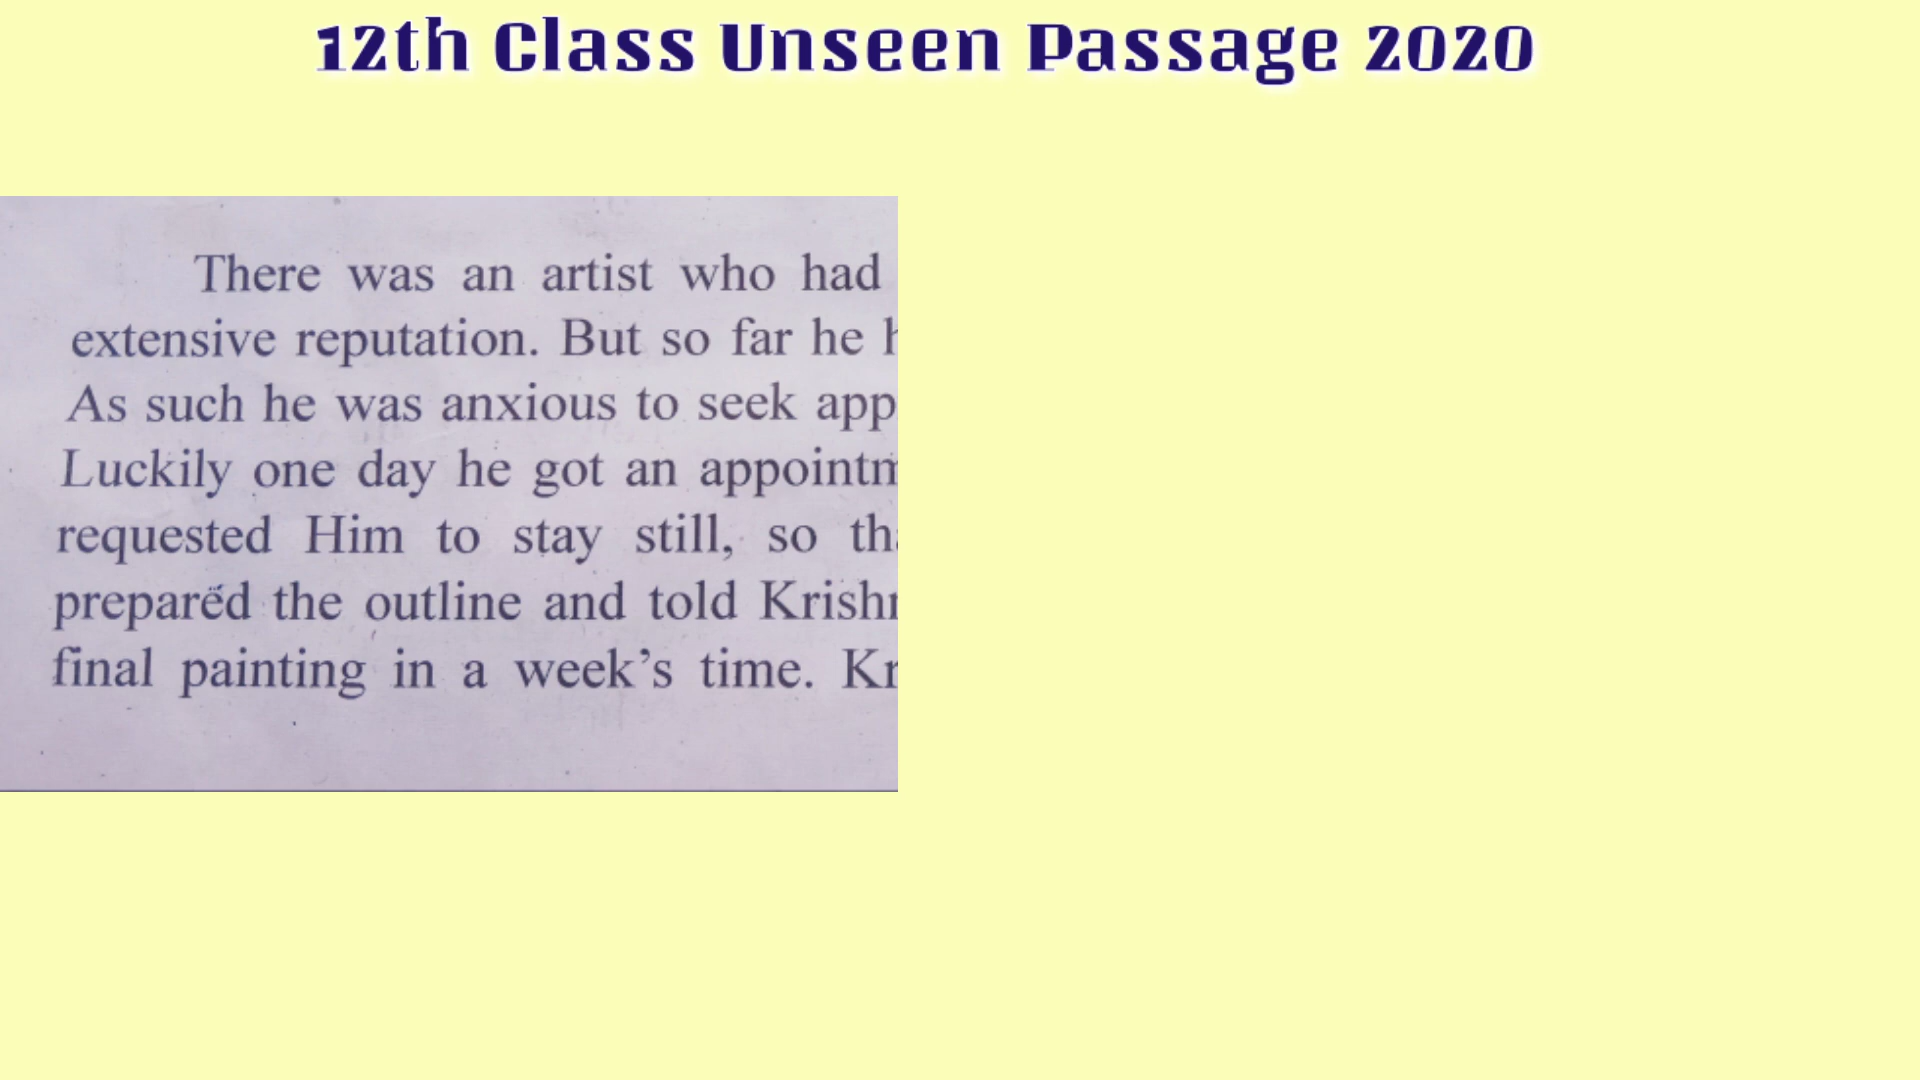 12th Class Unseen Passage 2020
There was an artist who had
extensive reputation. But so far he
As such he was anxious to seek
Luckily one day he got an
requested Him to stay still, so
prepared the outline and told
final painting in a week's time.